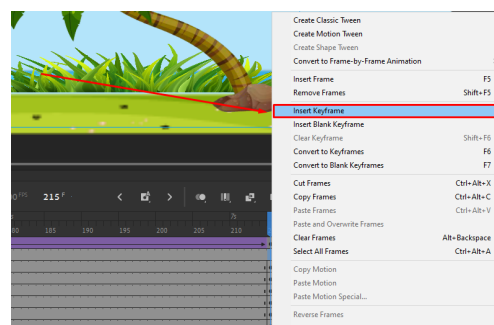 Create Classic Tween
Create Motion Tween
Create Shape Tween
Convert to Frame-by-Frame Animation
Insert Frame F5
Remove Frames Shift+F5
Insert Keyframe
Insert Blank Keyframe
Clear Keyframe Shift+F6
Convert to Keyframes F6
Convert to Blank Keyframes F7
Cut Frames Ctrl+Alt+X
Copy Frames Ctrl+Alt+C
Paste Frames Ctrl+Alt+V
Paste and Overwrite Frames
Clear Frames Alt+Backspace
Select All Frames Ctrl+Alt+A
Copy Motion
Paste Motion
Paste Motion Special...
Reverse Frames
FPS 215 F
7s
80 185 190 195 200 205 210